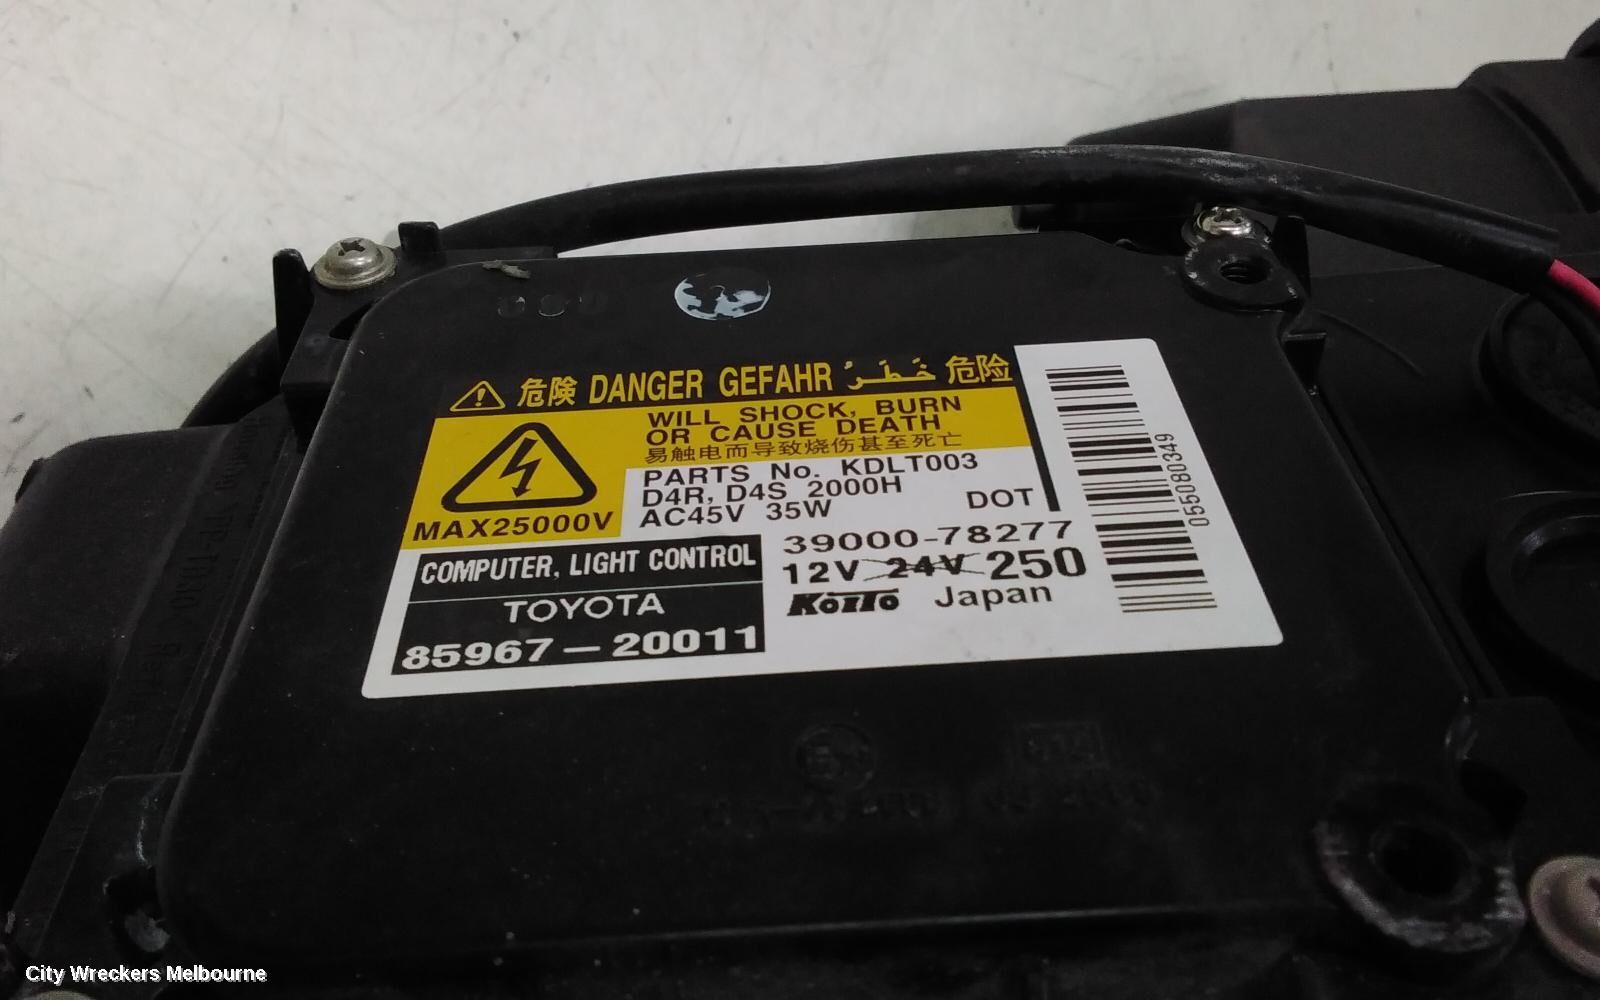 危険 DANGER GEFAHR خَطَرٌ 危险
WILL SHOCK, BURN
OR CAUSE DEATH
易触电而导致烧伤甚至死亡
MAX25000V
PARTS No. KDLT003
D4R, D4S 2000H
AC45V 35W
DOT
COMPUTER, LIGHT CONTROL
TOYOTA
85967-20011
39000-78277
12V 24V 250
KOITO Japan
055080349
City Wreckers Melbourne